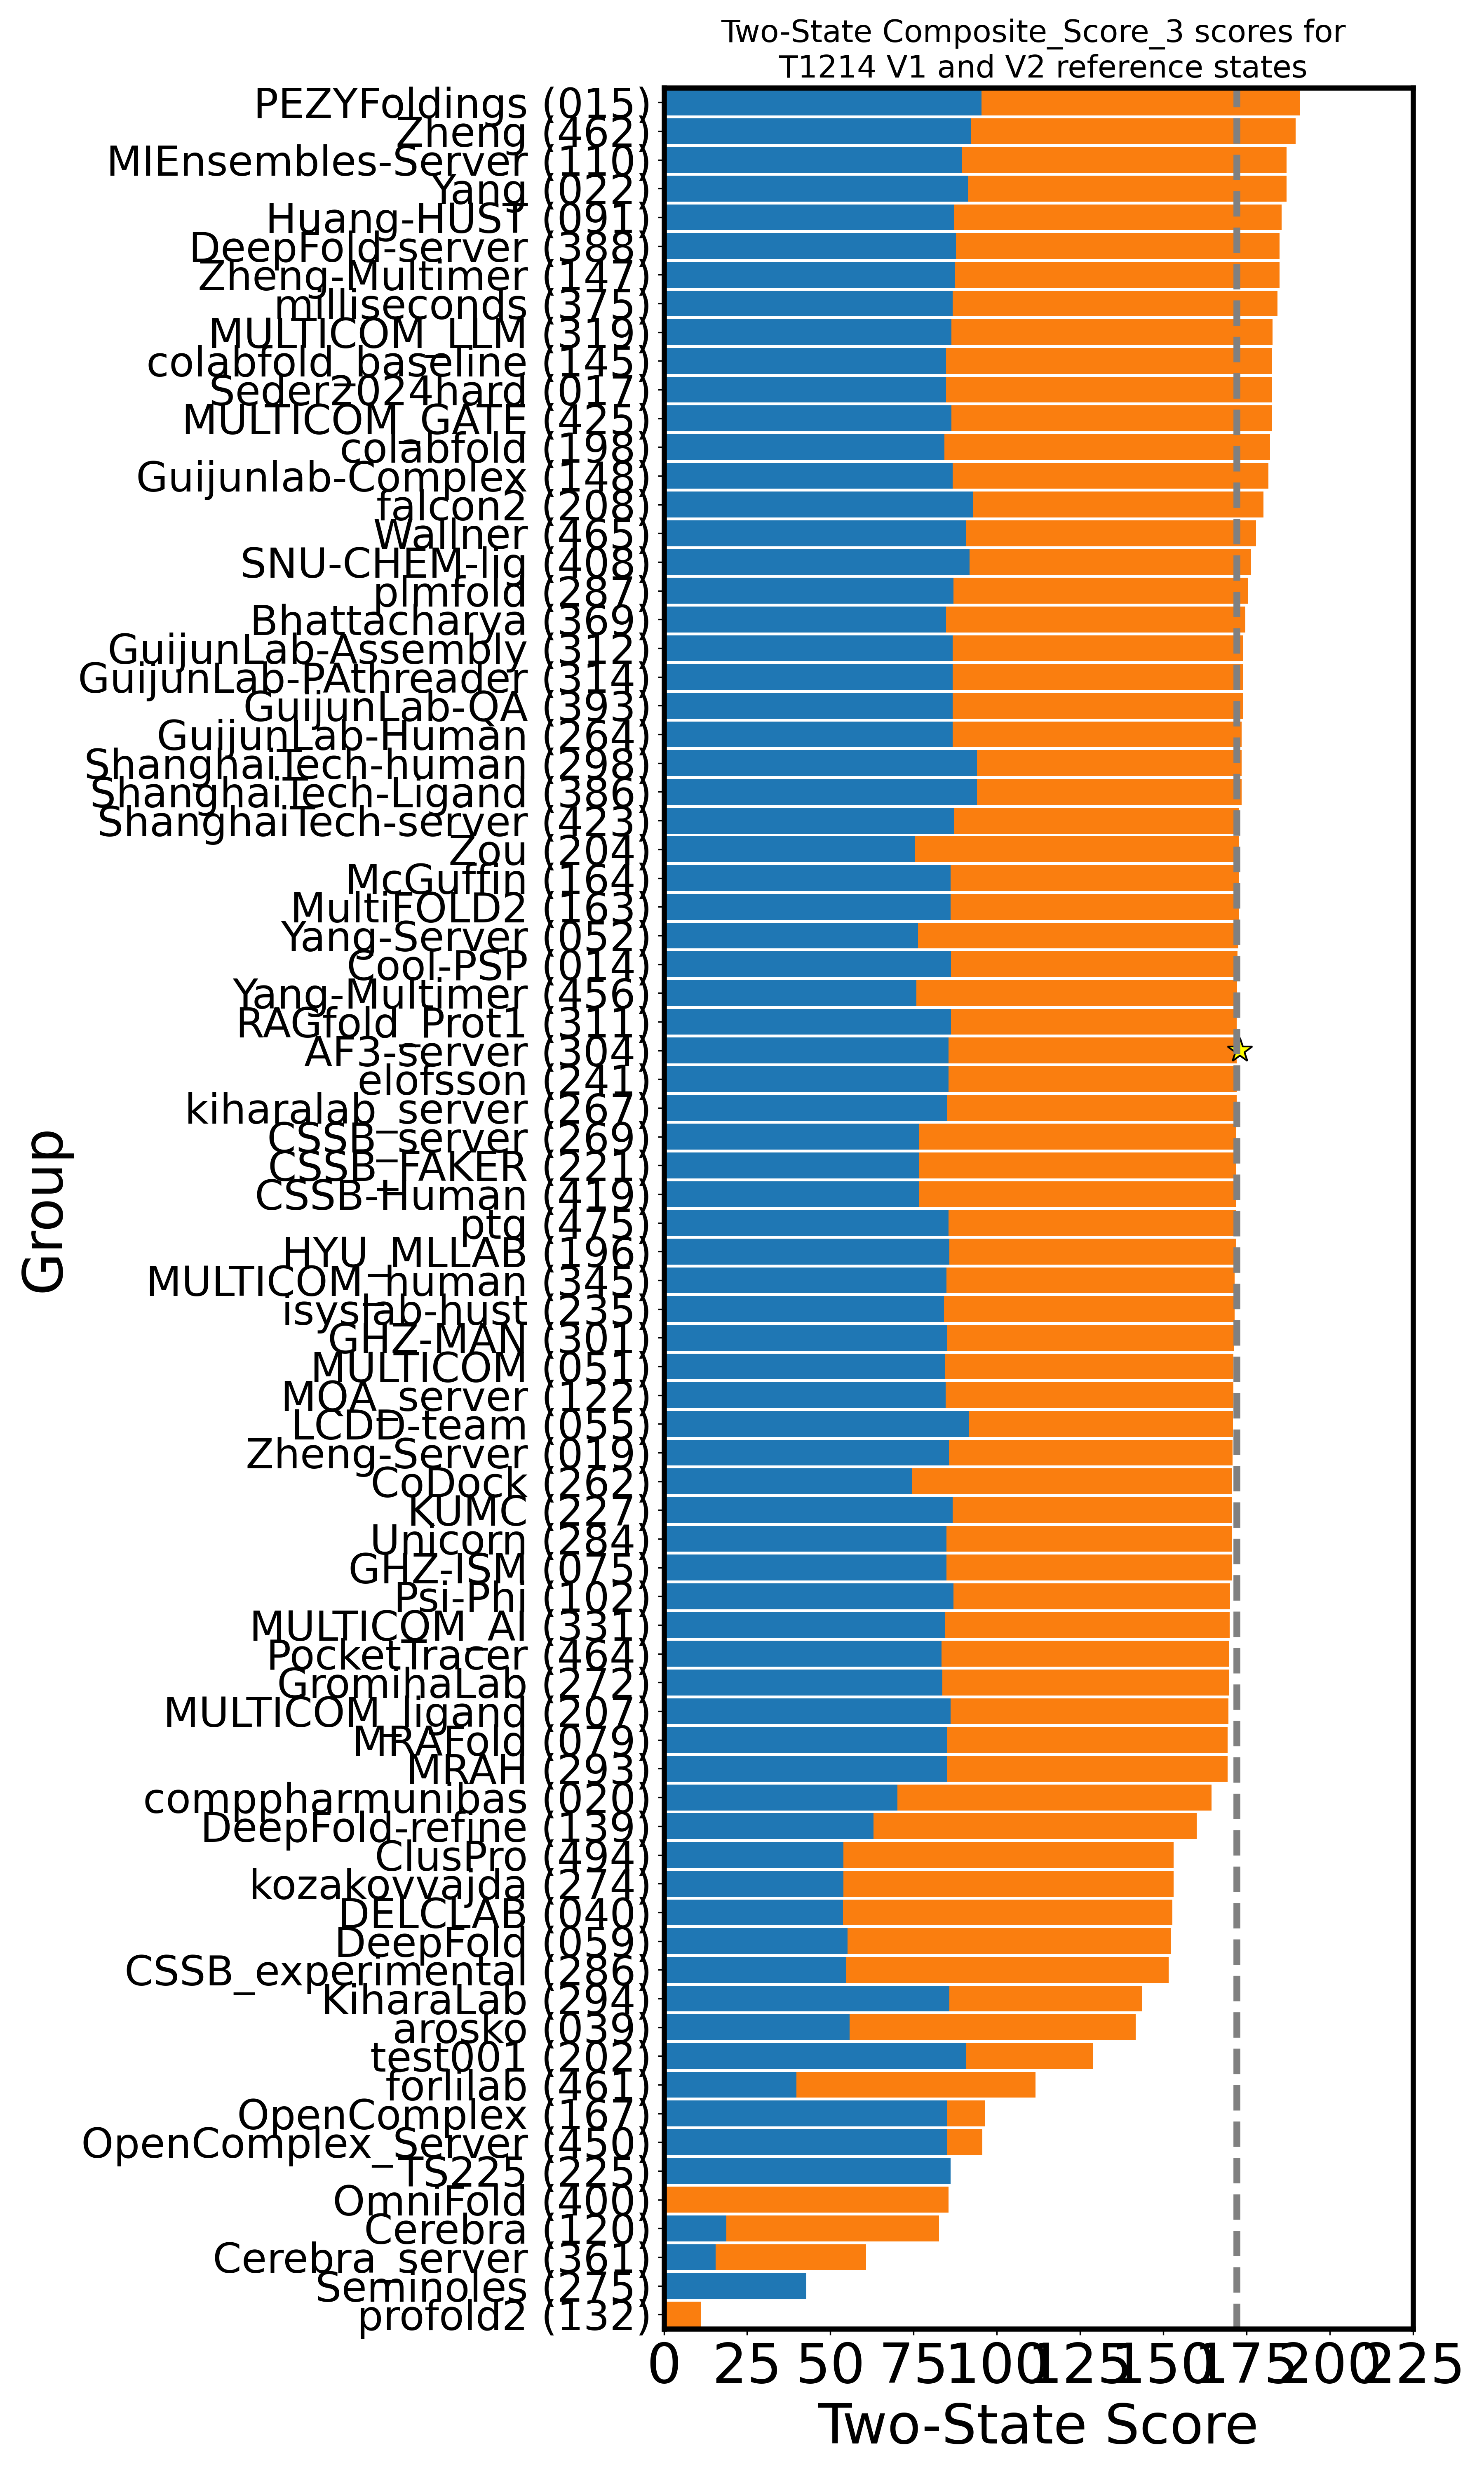 Two-State Composite_Score_3 scores for
T1214 V1 and V2 reference states
PEZYFoldings (015)
Zheng (462)
MIEnsembles-Server (110)
Yang (022)
Huang-HUST (091)
DeepFold-server (388)
Zheng-Multimer (147)
milliseconds (375)
MULTICOM_LLM (319)
colabfold_baseline (145)
Seder2024hard (017)
MULTICOM_GATE (425)
colabfold (198)
Guijunlab-Complex (148)
falcon2 (208)
Wallner (465)
SNU-CHEM-lig (408)
plmfold (287)
Bhattacharya (369)
GuijunLab-Assembly (312)
GuijunLab-PAthreader (314)
GuijunLab-QA (393)
GuijunLab-Human (264)
ShanghaiTech-human (298)
ShanghaiTech-Ligand (386)
ShanghaiTech-server (423)
Zou (204)
McGuffin (164)
MultiFOLD2 (163)
Yang-Server (052)
Cool-PSP (014)
Yang-Multimer (456)
RAGfold_Prot1 (311)
AF3-server (304)
elofsson (241)
kiharalab_server (267)
CSSB_server (269)
CSSB_FAKER (221)
CSSB-Human (419)
ptq (475)
HYU_MLLAB (196)
MULTICOM_human (345)
isyslab-hust (235)
GHZ-MAN (301)
MULTICOM (051)
MQA_server (122)
LCDD-team (055)
Zheng-Server (019)
CoDock (262)
KUMC (227)
Unicorn (284)
GHZ-ISM (075)
Psi-Phi (102)
MULTICOM_AI (331)
PocketTracer (464)
GromihaLab (272)
MULTICOM_ligand (207)
MRAFold (079)
MRAH (293)
comppharmunibas (020)
DeepFold-refine (139)
ClusPro (494)
kozakovvajda (274)
DELCLAB (040)
DeepFold (059)
CSSB_experimental (286)
KiharaLab (294)
arosko (039)
test001 (202)
forlilab (461)
OpenComplex (167)
OpenComplex_Server (450)
TS225 (225)
OmniFold (400)
Cerebra (120)
Cerebra_server (361)
Seminoles (275)
profold2 (132)
Group
0 25 50 75 100 125 150 175 200 225
Two-State Score